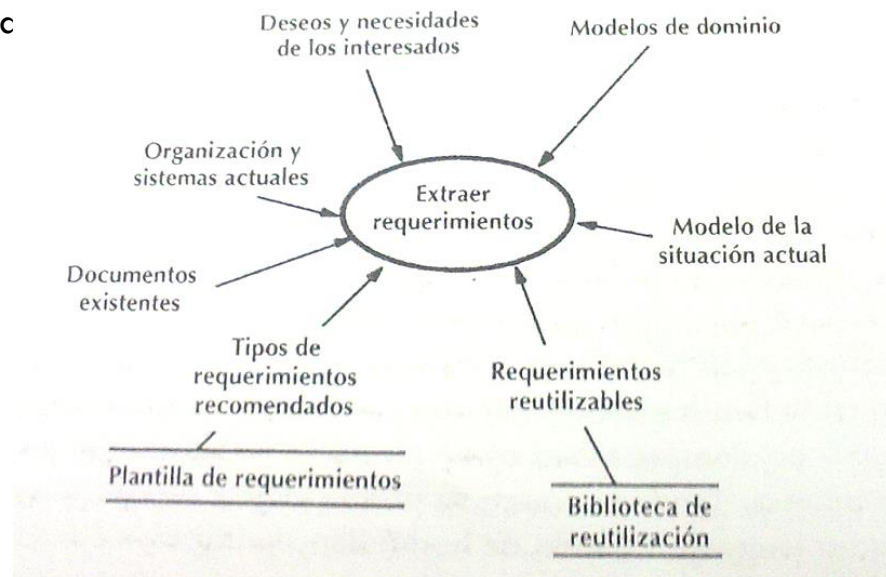 c
Deseos y necesidades
de los interesados
Modelos de dominio
Organización y
sistemas actuales
Extraer
requerimientos
Modelo de la
situación actual
Documentos
existentes
Tipos de
requerimientos
recomendados
Requerimientos
reutilizables
Plantilla de requerimientos
Biblioteca de
reutilización